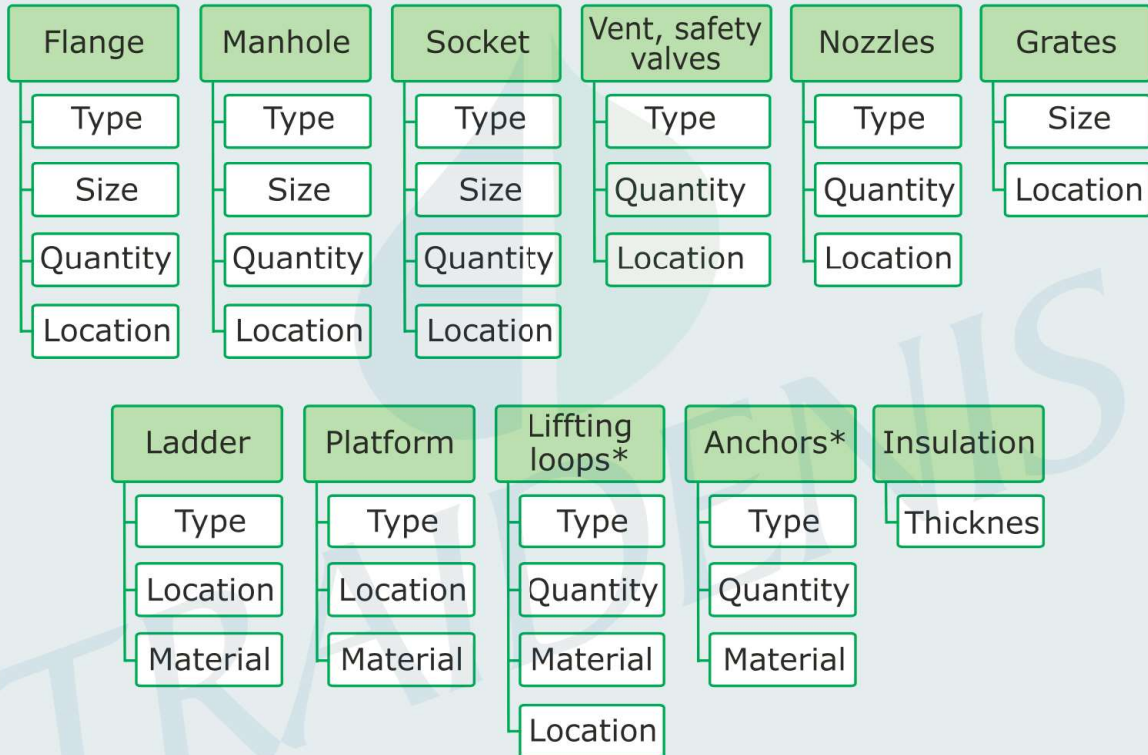 Flange
Type
Size
Quantity
Location
Manhole
Type
Size
Quantity
Location
Socket
Type
Size
Quantity
Location
Vent, safety
valves
Type
Quantity
Location
Nozzles
Type
Quantity
Location
Grates
Size
Location
Ladder
Type
Location
Material
Platform
Type
Location
Material
Liffting
loops*
Type
Quantity
Material
Location
Anchors*
Type
Quantity
Material
Insulation
Thicknes
TRAIDENIS